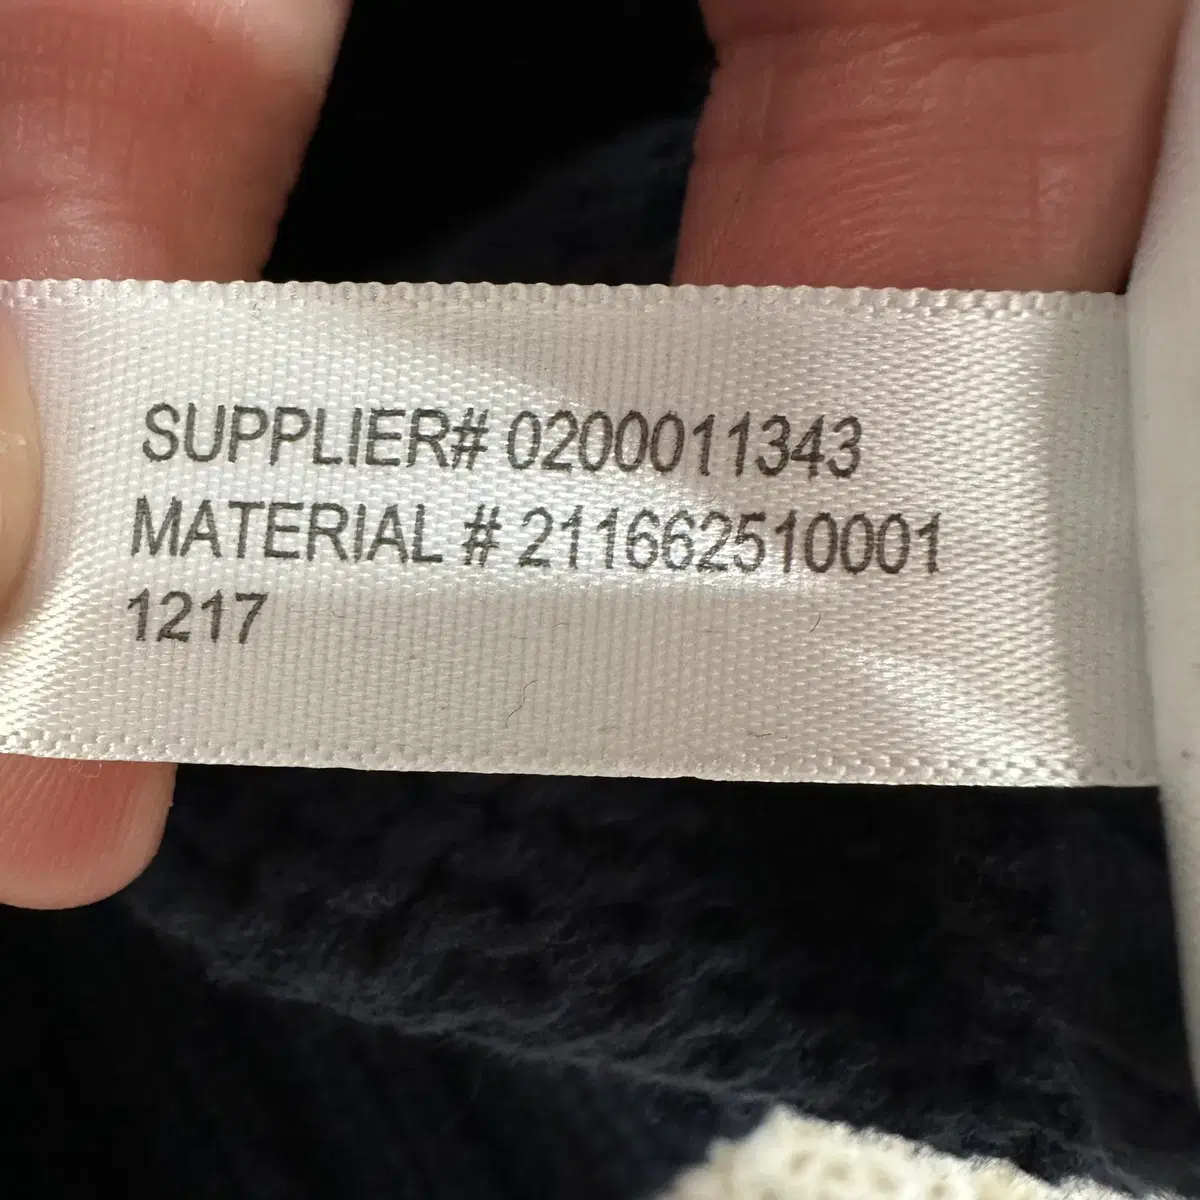 SUPPLIER# 0200011343
MATERIAL # 211662510001
1217